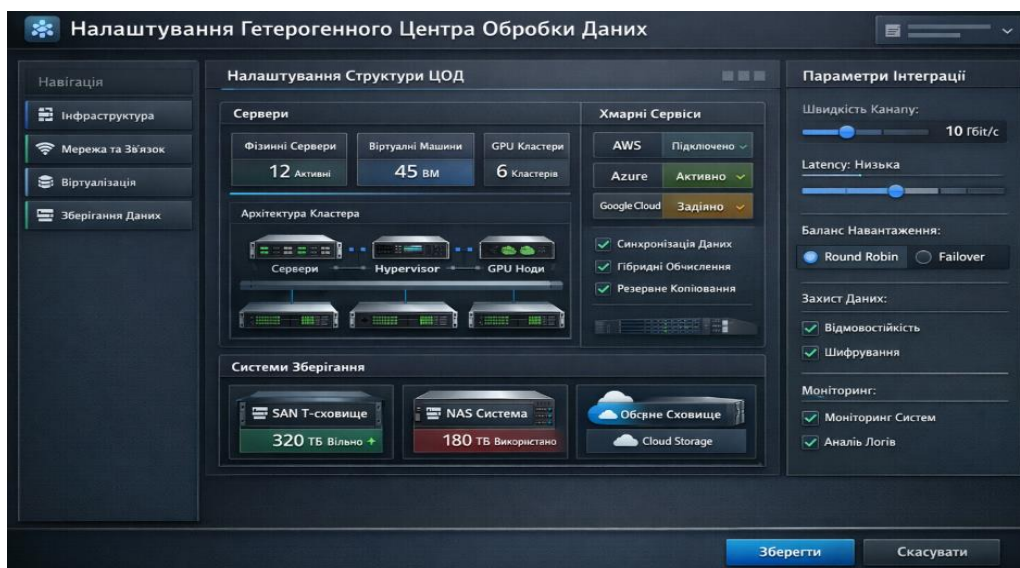 Налаштування Гетерогенного Центра Обробки Даних
Навігація
Інфраструктура
Мережа та Зв'язок
Віртуалізація
Зберігання Даних
Налаштування Структури ЦОД
Сервери
Фізинні Сервери
12 Активні
Віртуалні Машини
45 ВМ
GPU Кластери
6 Кластерів
Архітектура Кластера
Сервери
Hypervisor
GPU Ноди
Хмарні Сервіси
AWS
Підключено
Azure
Активно
Google Cloud
Задіяно
Синхронізація Даних
Гібридні Обчислення
Резервне Копіювання
Системи Зберігання
SAN Т-сховище
320 ТБ Вільно +
NAS Система
180 ТБ Використано
Обсяне Сховище
Cloud Storage
Параметри Інтеграції
Швидкість Каналу:
10 Гбіт/с
Latency: Низька
Баланс Навантаження:
Round Robin
Failover
Захист Даних:
Відмовостійкість
Шифрування
Моніторинг:
Моніторинг Систем
Аналіь Логів
Зберегти
Скасувати